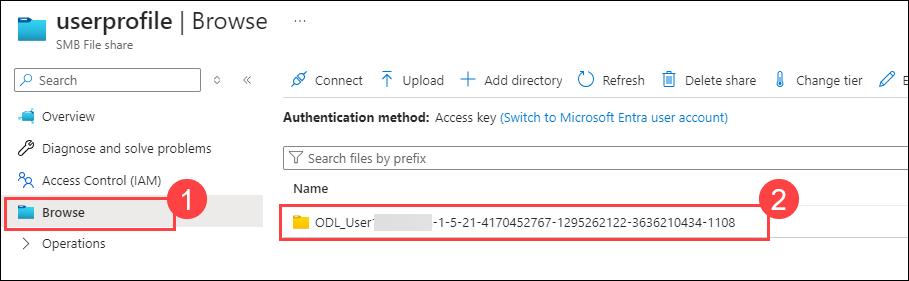 userprofile | Browse ...
SMB File share
Search
Connect Upload Add directory Refresh Delete share Change tier E
Overview
Diagnose and solve problems
Access Control (IAM)
Browse
Operations
1
Authentication method: Access key (Switch to Microsoft Entra user account)
Search files by prefix
Name
ODL_User -1-5-21-4170452767-1295262122-3636210434-1108
2